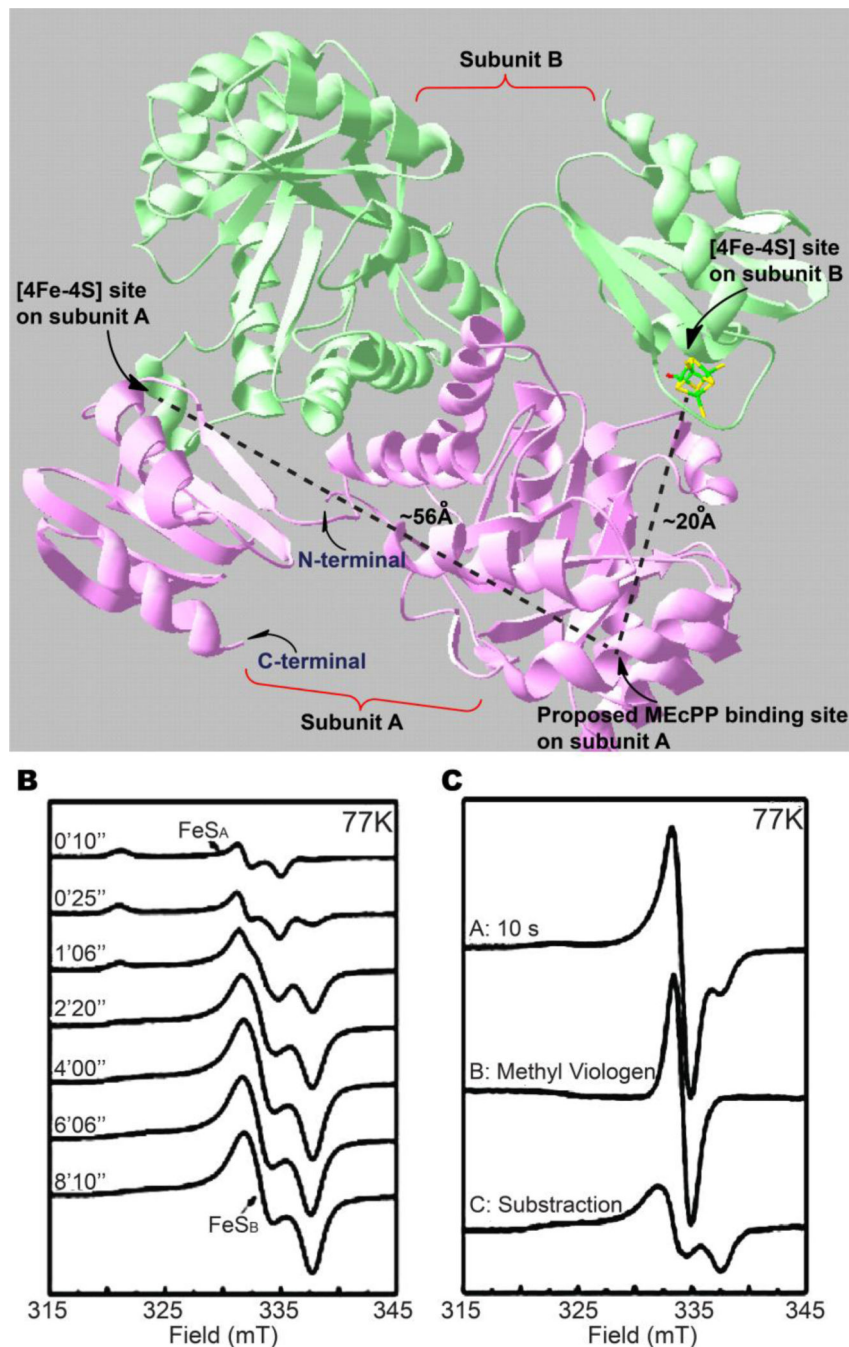 Subunit B
[4Fe-4S] site
on subunit B
[4Fe-4S] site
on subunit A
~56Å
~20Å
N-terminal
C-terminal
Subunit A
Proposed MEcPP binding site
on subunit A
B
77K
FeSA
0'10''
0'25''
1'06''
2'20''
4'00''
6'06''
8'10''
FeSB
315 325 335 345
Field (mT)
C
77K
A: 10 s
B: Methyl Viologen
C: Substraction
315 325 335 345
Field (mT)